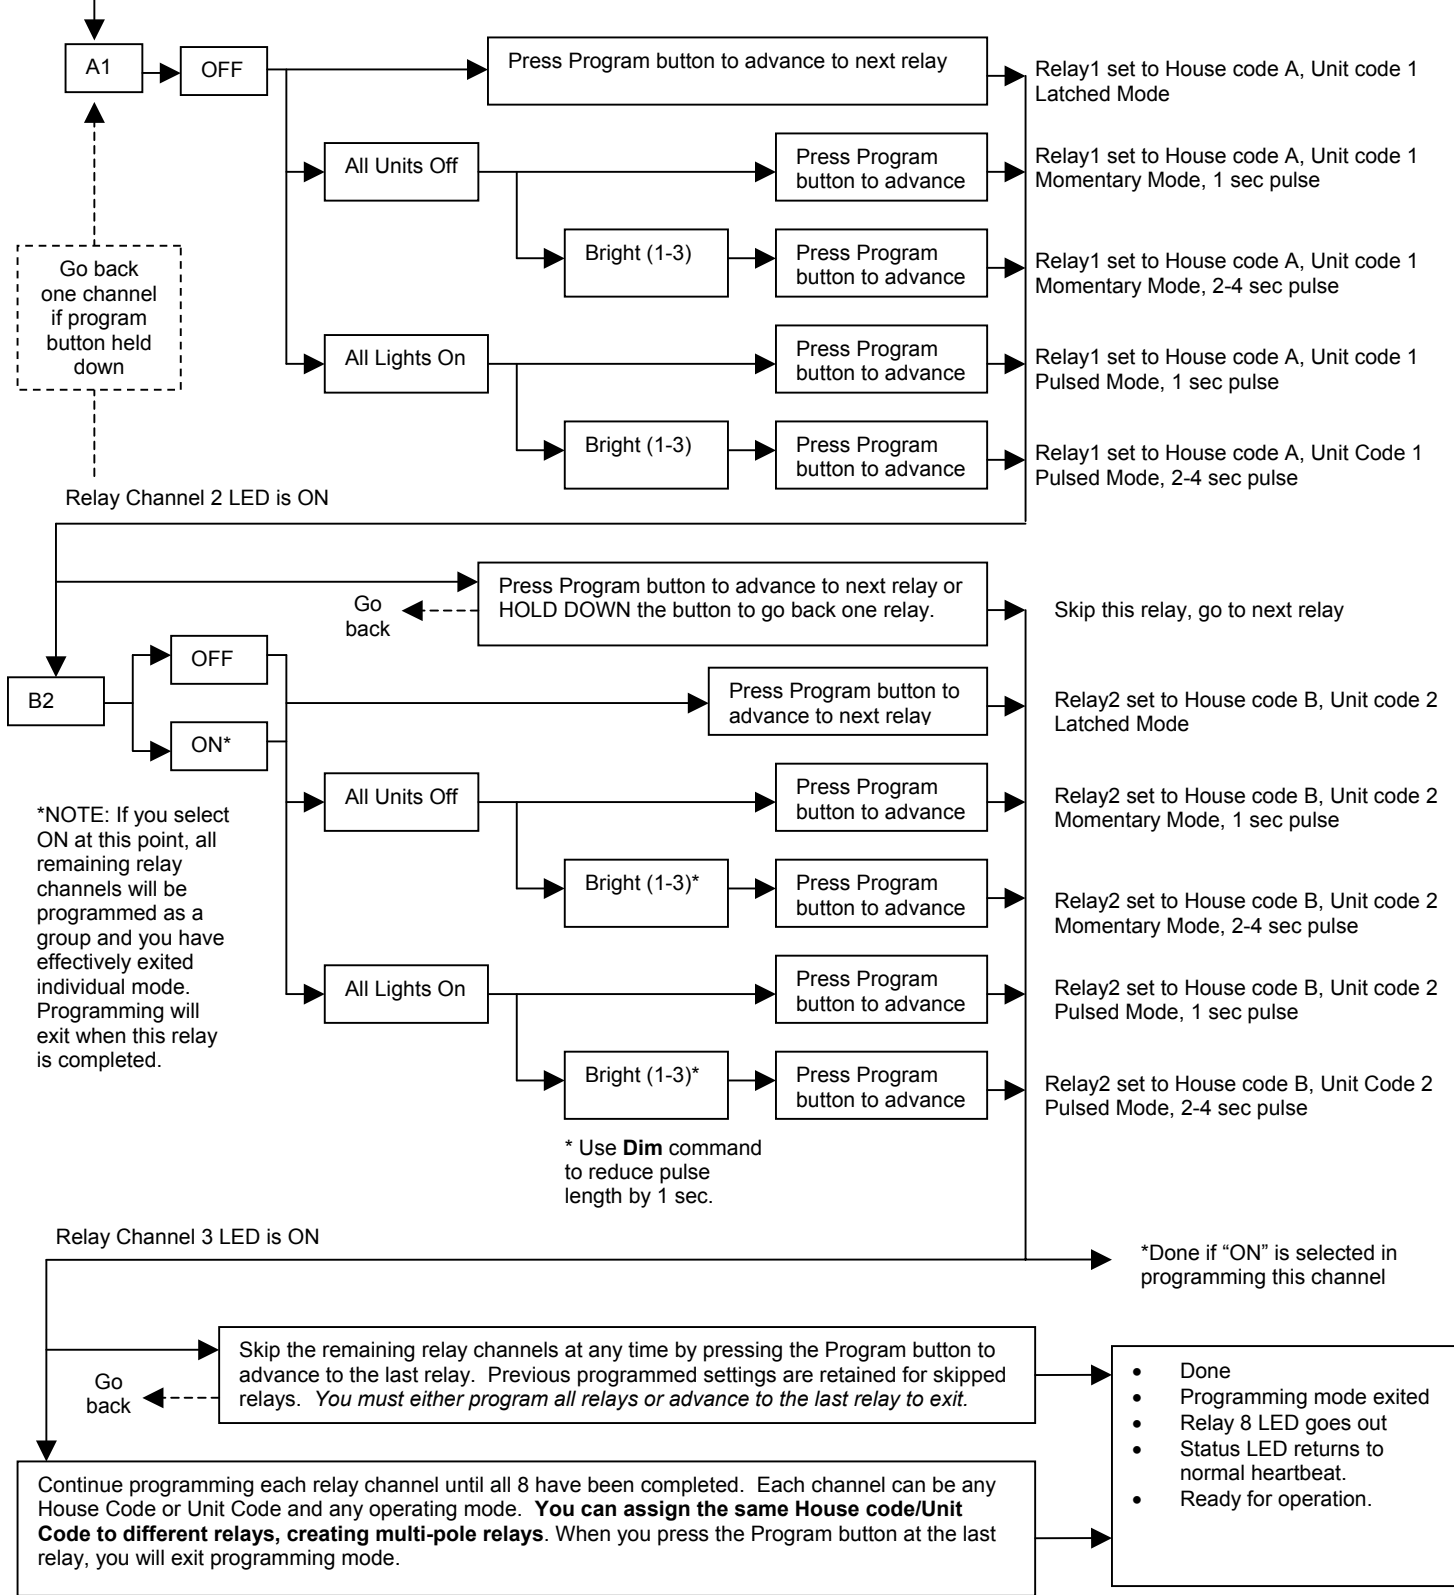 A1
OFF
Press Program button to advance to next relay
Relay1 set to House code A, Unit code 1
Latched Mode
All Units Off
Press Program
button to advance
Relay1 set to House code A, Unit code 1
Momentary Mode, 1 sec pulse
Bright (1-3)
Press Program
button to advance
Relay1 set to House code A, Unit code 1
Momentary Mode, 2-4 sec pulse
Go back
one channel
if program
button held
down
All Lights On
Press Program
button to advance
Relay1 set to House code A, Unit code 1
Pulsed Mode, 1 sec pulse
Bright (1-3)
Press Program
button to advance
Relay1 set to House code A, Unit Code 1
Pulsed Mode, 2-4 sec pulse
Relay Channel 2 LED is ON
Press Program button to advance to next relay or
HOLD DOWN the button to go back one relay.
Go
back
Skip this relay, go to next relay
B2
OFF
ON*
Press Program button to
advance to next relay
Relay2 set to House code B, Unit code 2
Latched Mode
*NOTE: If you select
ON at this point, all
remaining relay
channels will be
programmed as a
group and you have
effectively exited
individual mode.
Programming will
exit when this relay
is completed.
All Units Off
Press Program
button to advance
Relay2 set to House code B, Unit code 2
Momentary Mode, 1 sec pulse
Bright (1-3)*
Press Program
button to advance
Relay2 set to House code B, Unit code 2
Momentary Mode, 2-4 sec pulse
All Lights On
Press Program
button to advance
Relay2 set to House code B, Unit code 2
Pulsed Mode, 1 sec pulse
Bright (1-3)*
Press Program
button to advance
Relay2 set to House code B, Unit Code 2
Pulsed Mode, 2-4 sec pulse
* Use Dim command
to reduce pulse
length by 1 sec.
Relay Channel 3 LED is ON
*Done if “ON” is selected in
programming this channel
Skip the remaining relay channels at any time by pressing the Program button to
advance to the last relay. Previous programmed settings are retained for skipped
relays. You must either program all relays or advance to the last relay to exit.
Go
back
• Done
• Programming mode exited
• Relay 8 LED goes out
• Status LED returns to
normal heartbeat.
• Ready for operation.
Continue programming each relay channel until all 8 have been completed. Each channel can be any
House Code or Unit Code and any operating mode. You can assign the same House code/Unit
Code to different relays, creating multi-pole relays. When you press the Program button at the last
relay, you will exit programming mode.